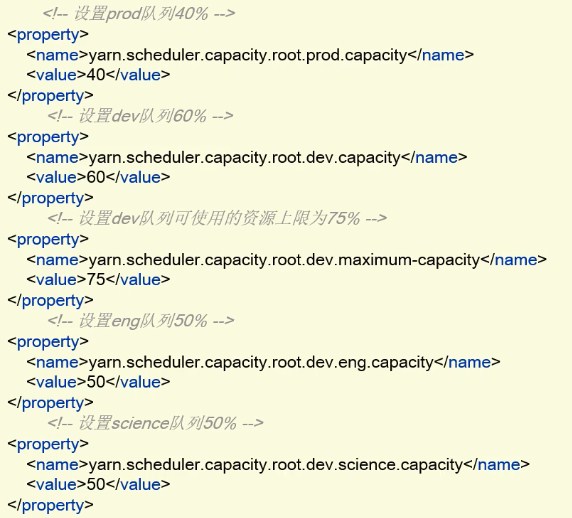 <!-- 设置prod队列40% -->
<property>
<name>yarn.scheduler.capacity.root.prod.capacity</name>
<value>40</value>
</property>
<!-- 设置dev队列60% -->
<property>
<name>yarn.scheduler.capacity.root.dev.capacity</name>
<value>60</value>
</property>
<!-- 设置dev队列可使用的资源上限为75% -->
<property>
<name>yarn.scheduler.capacity.root.dev.maximum-capacity</name>
<value>75</value>
</property>
<!-- 设置eng队列50% -->
<property>
<name>yarn.scheduler.capacity.root.dev.eng.capacity</name>
<value>50</value>
</property>
<!-- 设置science队列50% -->
<property>
<name>yarn.scheduler.capacity.root.dev.science.capacity</name>
<value>50</value>
</property>